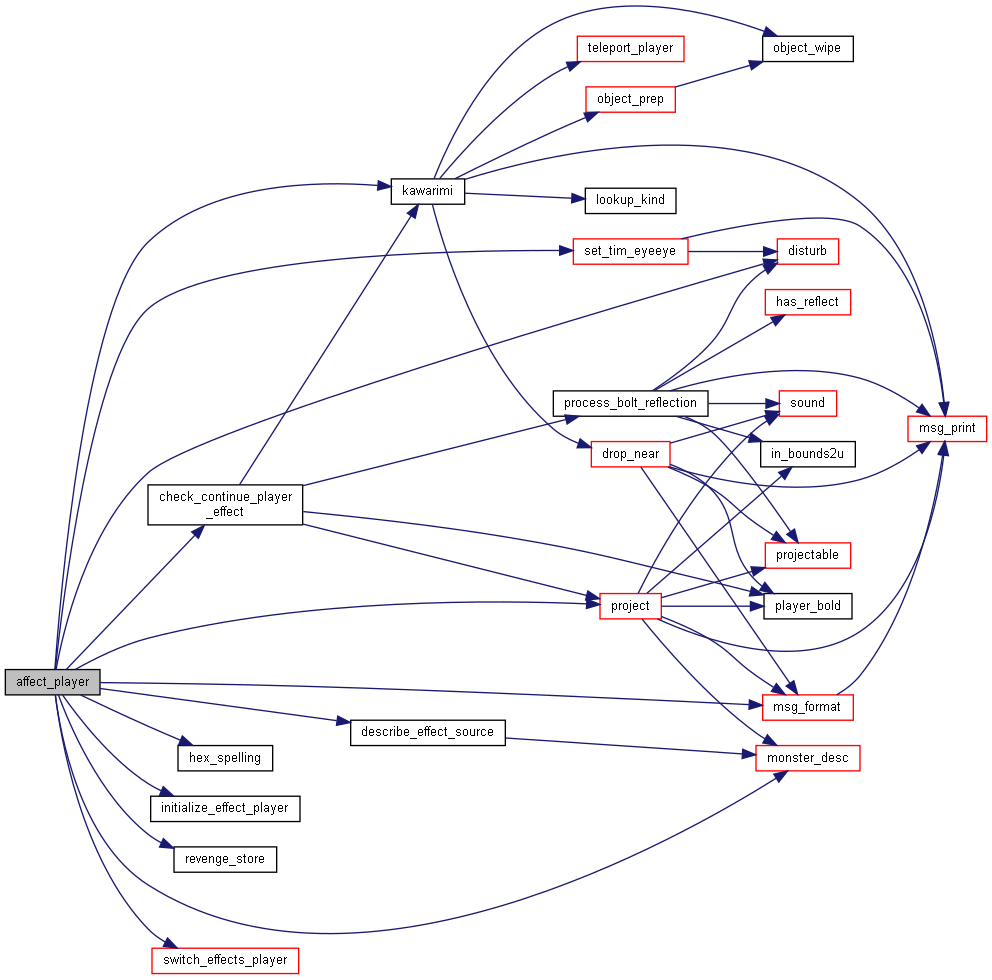 object_wipe
teleport_player
object_prep
kawarimi
lookup_kind
set_tim_eyeeye
disturb
has_reflect
process_bolt_reflection
sound
msg_print
drop_near
in_bounds2u
check_continue_player
_effect
projectable
project
player_bold
affect_player
msg_format
describe_effect_source
hex_spelling
monster_desc
initialize_effect_player
revenge_store
switch_effects_player